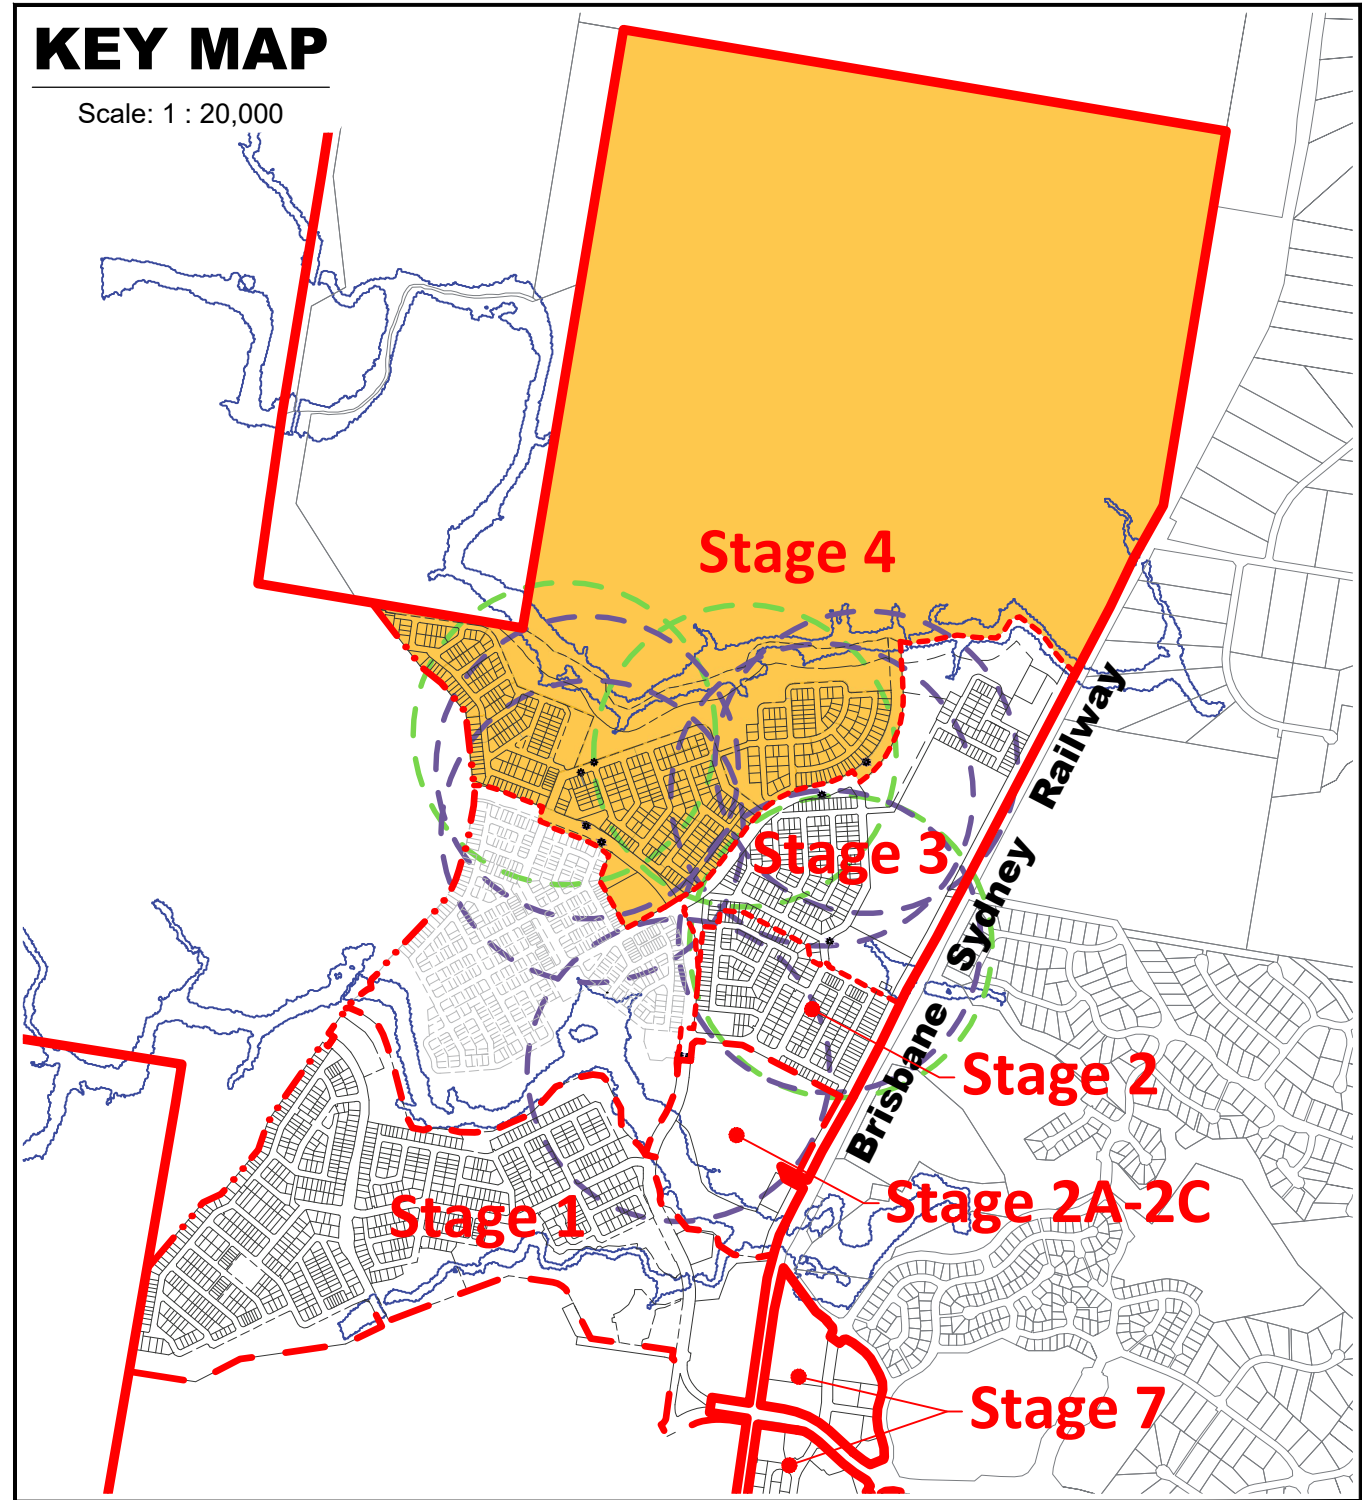 KEY MAP
Scale: 1 : 20,000
Stage 4
Stage 3
Brisbane Sydney Railway
Stage 2
Stage 2A-2C
Stage 1
Stage 7